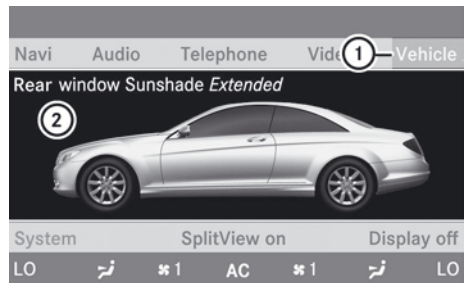 Navi Audio Telephone Vide 1 Vehicle
Rear window Sunshade Extended
2
System SplitView on Display off
LO 1 AC 1 LO